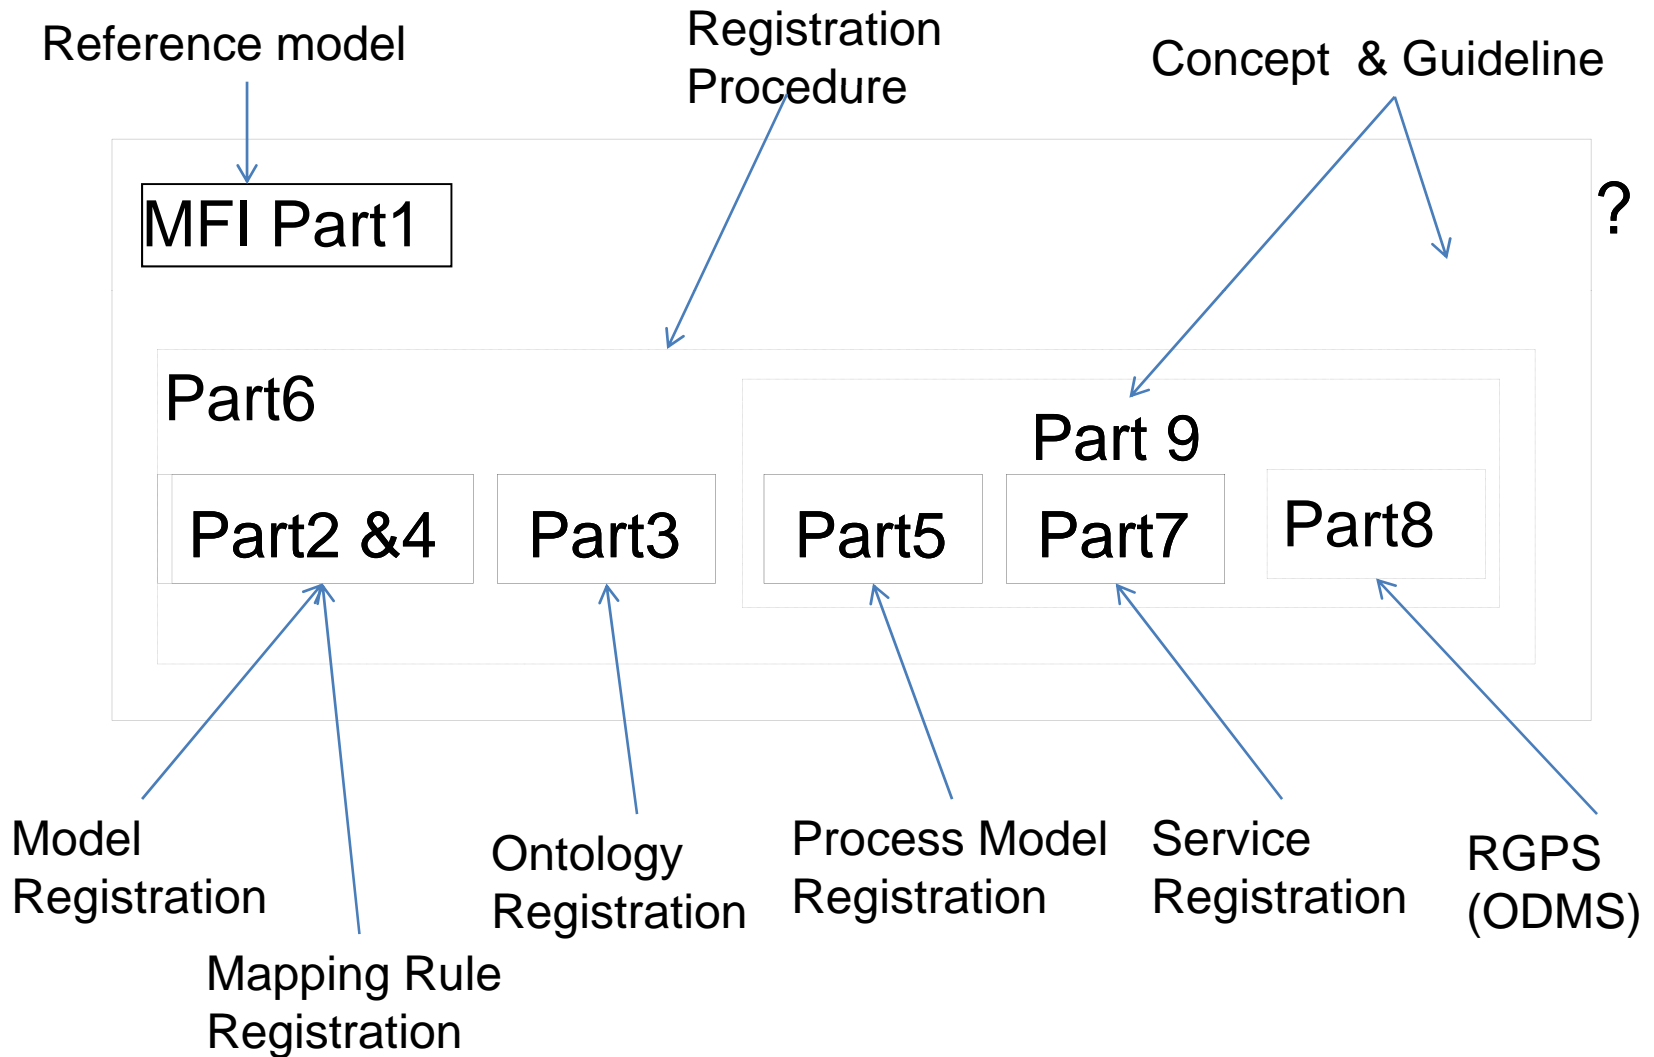 Reference model
Registration
Procedure
Concept & Guideline
MFI Part1
?
Part6
Part 9
Part2 &4
Part3
Part5
Part7
Part8
Model
Registration
Mapping Rule
Registration
Ontology
Registration
Process Model
Registration
Service
Registration
RGPS
(ODMS)